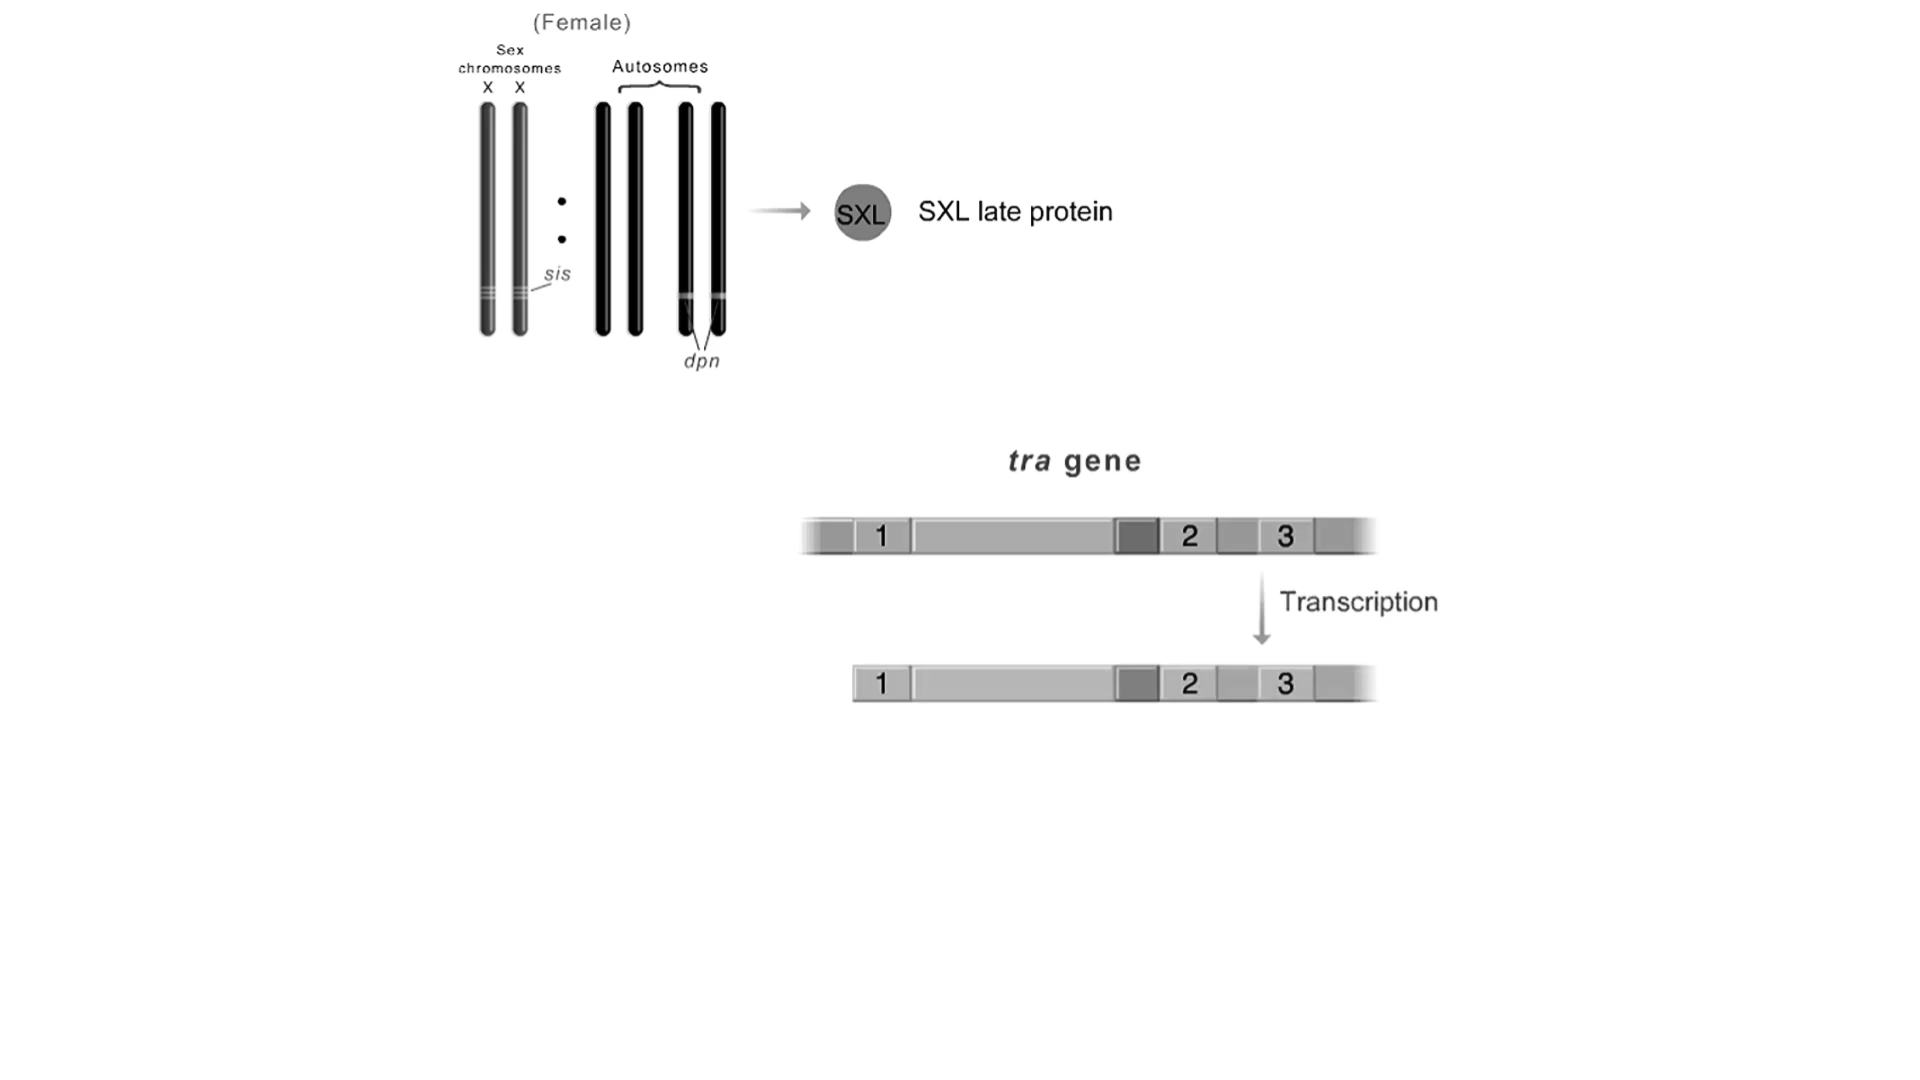 (Female)
Sex
chromosomes
X X
Autosomes
sis
dpn
SXL
SXL late protein
tra gene
1 2 3
Transcription
1 2 3